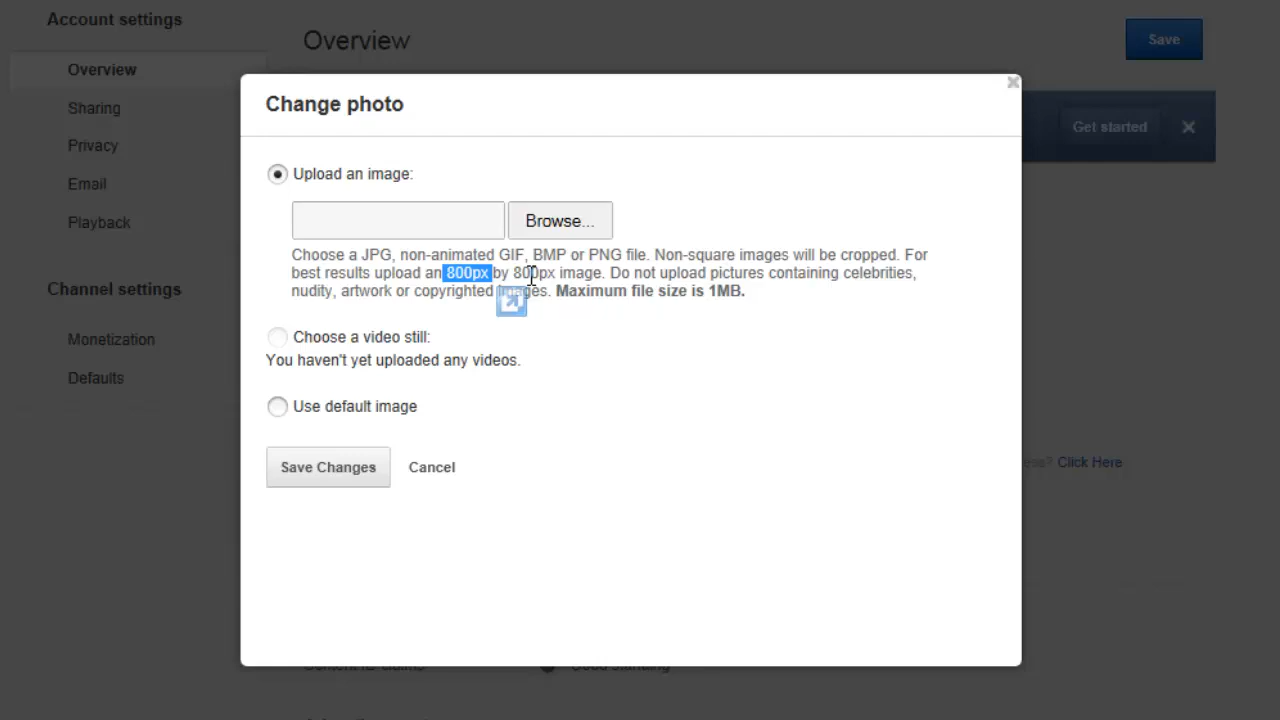 Account settings
Overview
Save
Overview
Sharing
Privacy
Email
Playback
Get started
Channel settings
Monetization
Defaults
Change photo
Upload an image:
Browse...
Choose a JPG, non-animated GIF, BMP or PNG file. Non-square images will be cropped. For
best results upload an 800px by 800px image. Do not upload pictures containing celebrities,
nudity, artwork or copyrighted images. Maximum file size is 1MB.
Choose a video still:
You haven't yet uploaded any videos.
Use default image
Save Changes
Cancel
Click Here